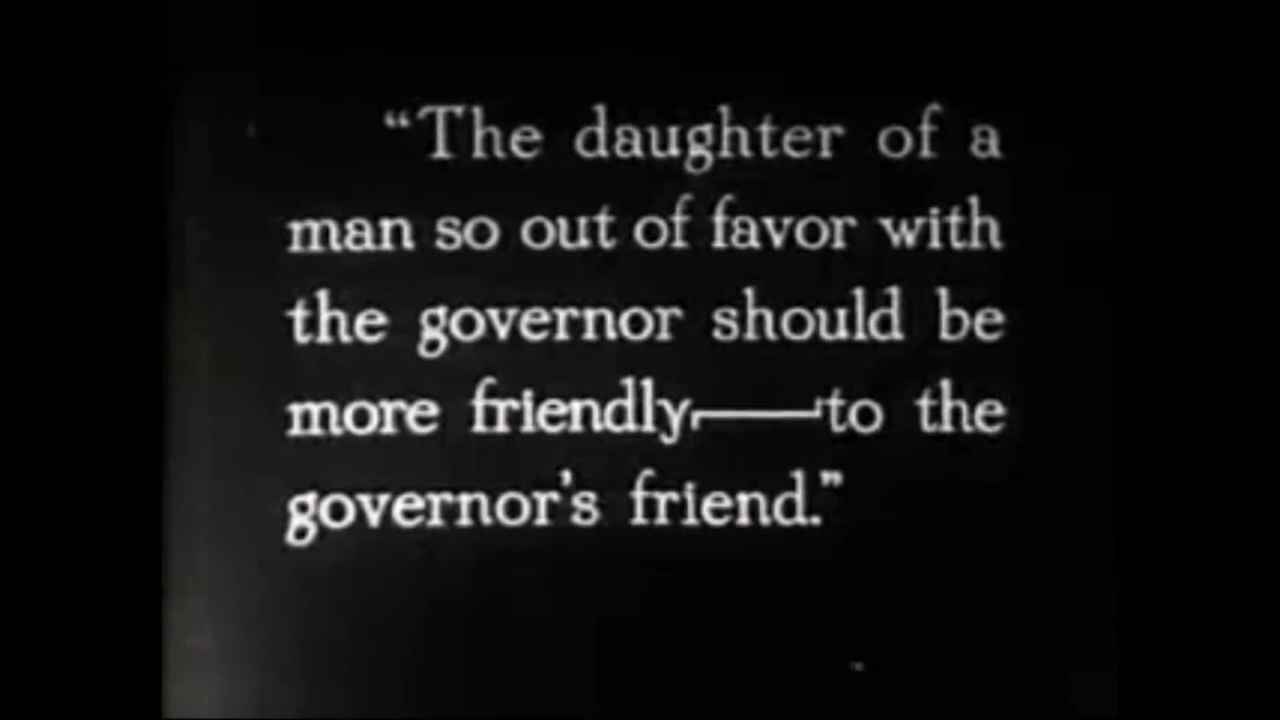 “The daughter of a
man so out of favor with
the governor should be
more friendly——to the
governor's friend.”